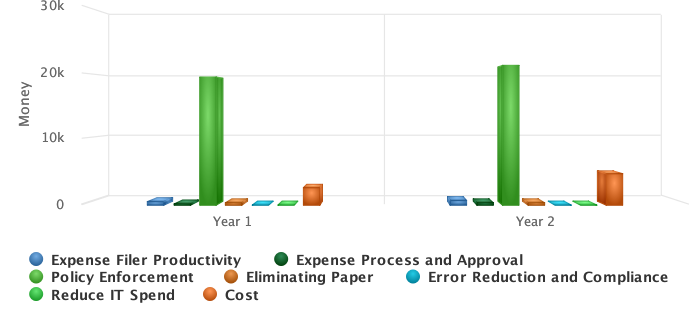 30k
20k
10k
0
Money
Year 1 Year 2
Expense Filer Productivity Expense Process and Approval
Policy Enforcement Eliminating Paper Error Reduction and Compliance
Reduce IT Spend Cost